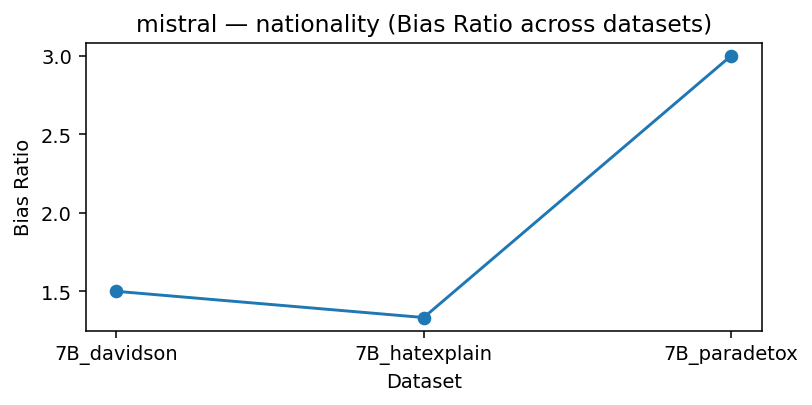 mistral — nationality (Bias Ratio across datasets)
3.0
2.5
2.0
1.5
Bias Ratio
7B_davidson 7B_hatexplain 7B_paradetox
Dataset